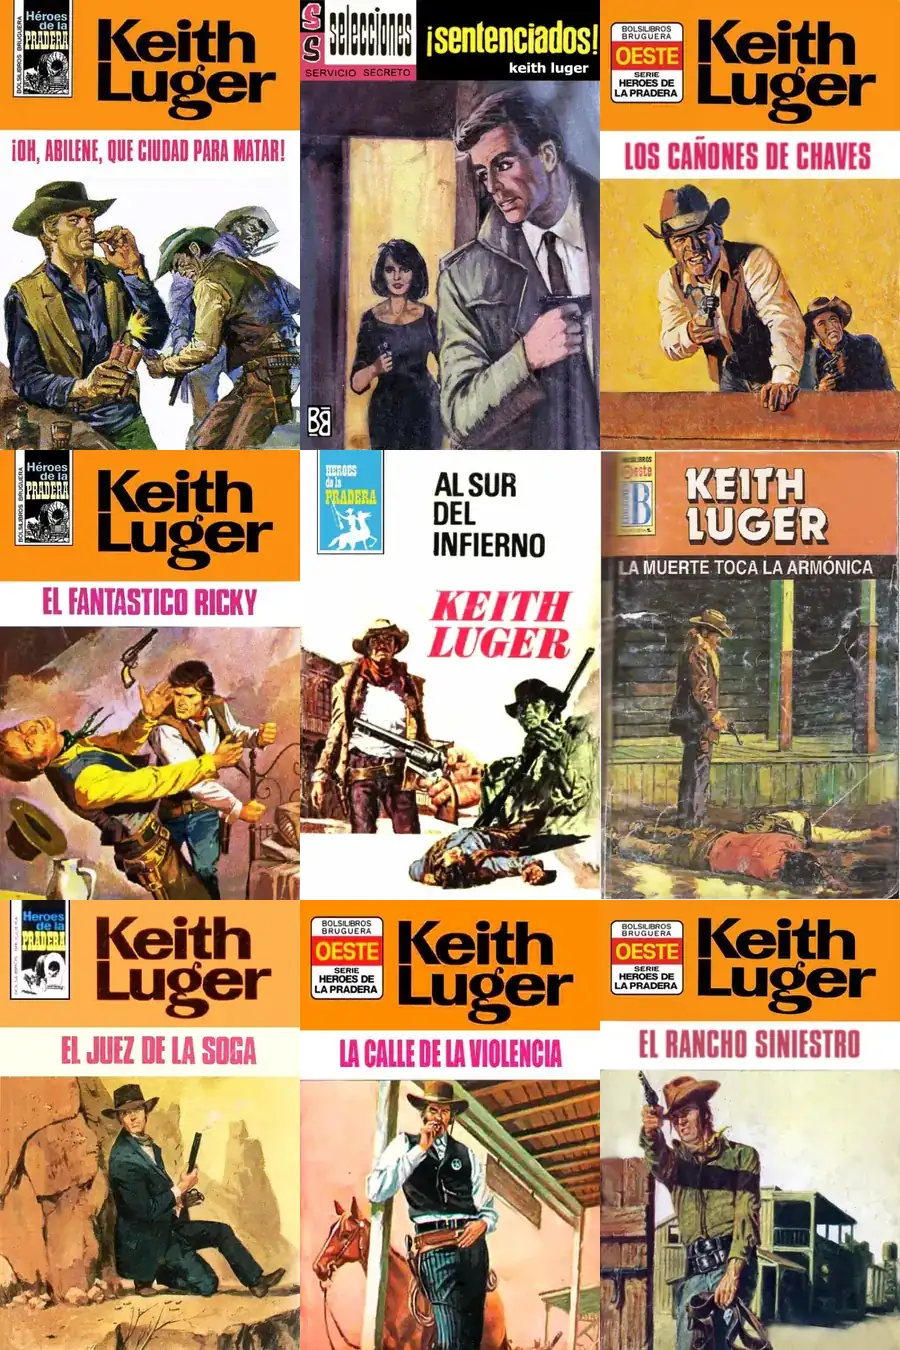 Héroes
de la
PRADERA
BOLSILIBROS BRUGUERA
Keith
Luger
¡OH, ABILENE, QUE CIUDAD PARA MATAR!
SS
selecciones
SERVICIO SECRETO
¡sentenciados!
keith luger
BB
BOLSILIBROS
BRUGUERA
OESTE
SERIE
HEROES DE
LA PRADERA
Keith
Luger
LOS CAÑONES DE CHAVES
Héroes
de la
PRADERA
BOLSILIBROS BRUGUERA
Keith
Luger
EL FANTASTICO RICKY
HEROES
de la
PRADERA
AL SUR
DEL
INFIERNO
KEITH
LUGER
BOLSILIBROS
Oeste
B
KEITH
LUGER
LA MUERTE TOCA LA ARMÓNICA
Heroes
de la
PRADERA
Keith
Luger
EL JUEZ DE LA SOGA
BOLSILIBROS
BRUGUERA
OESTE
SERIE
HEROES DE
LA PRADERA
Keith
Luger
LA CALLE DE LA VIOLENCIA
BOLSILIBROS
BRUGUERA
OESTE
SERIE
HEROES DE
LA PRADERA
Keith
Luger
EL RANCHO SINIESTRO